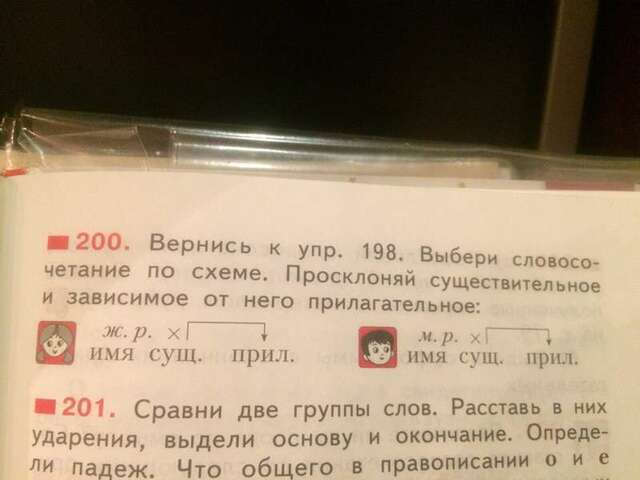 200. Вернись к упр. 198. Выбери словосо-
четание по схеме. Просклоняй существительное
и зависимое от него прилагательное:
ж. р. × м. р. ×
имя сущ. прил. имя сущ. прил.
201. Сравни две группы слов. Расставь в них
ударения, выдели основу и окончание. Опреде-
ли падеж. Что общего в правописании о и е